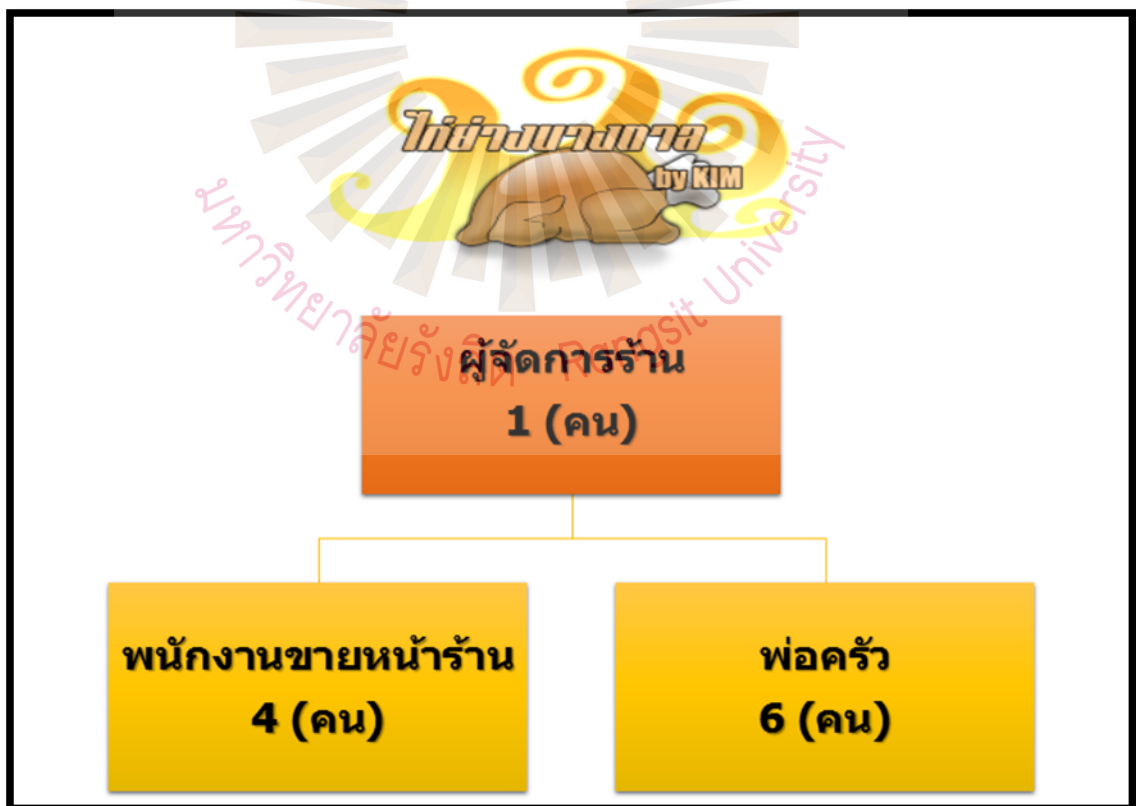 ไก่ย่างนางตาล
by KIM
มหาวิทยาลัยรังสิต Rangsit University
ผู้จัดการร้าน
1 (คน)
พนักงานขายหน้าร้าน
4 (คน)
พ่อครัว
6 (คน)